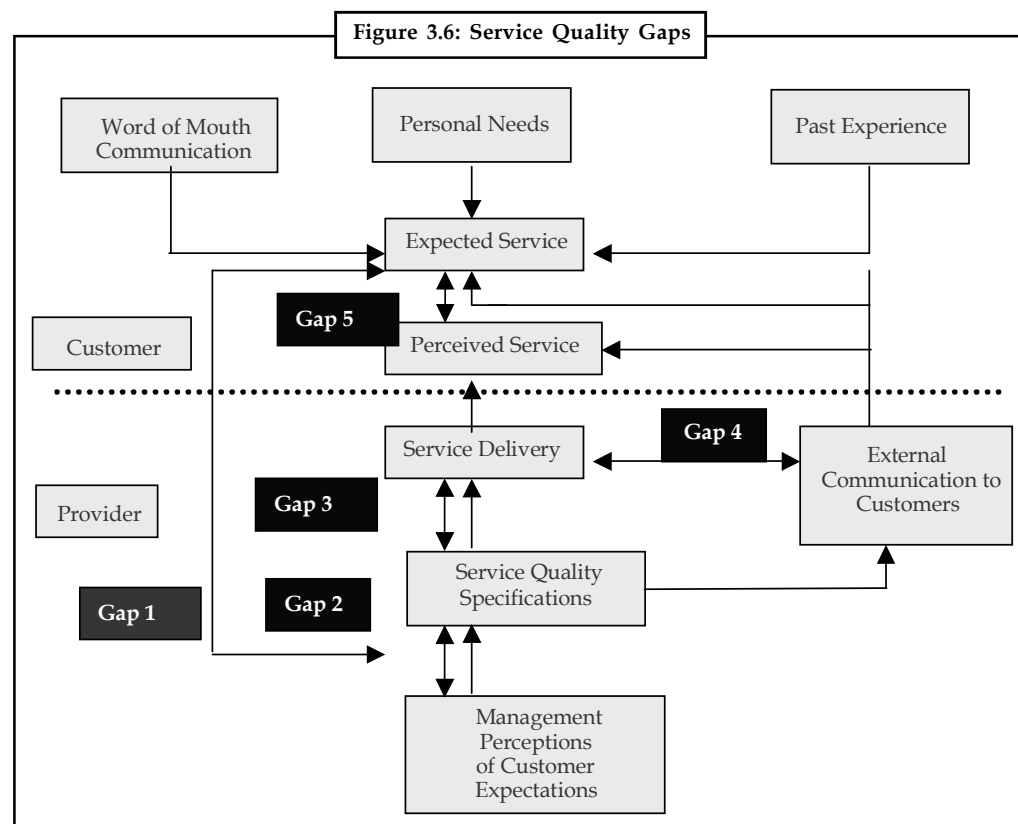 Figure 3.6: Service Quality Gaps
Word of Mouth
Communication
Personal Needs
Past Experience
Expected Service
Gap 5
Customer
Perceived Service
Service Delivery
Gap 4
External
Communication to
Customers
Provider
Gap 3
Service Quality
Specifications
Gap 1
Gap 2
Management
Perceptions
of Customer
Expectations